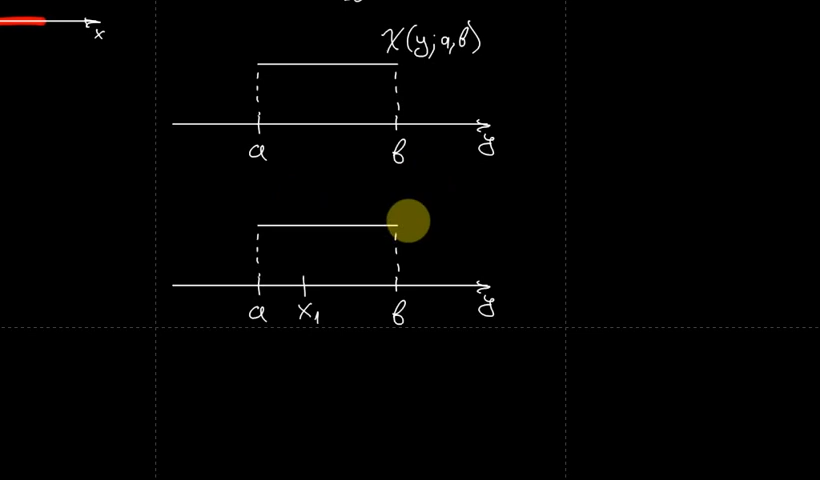 x
χ(y; a, b)
a b y
a x₁ b y